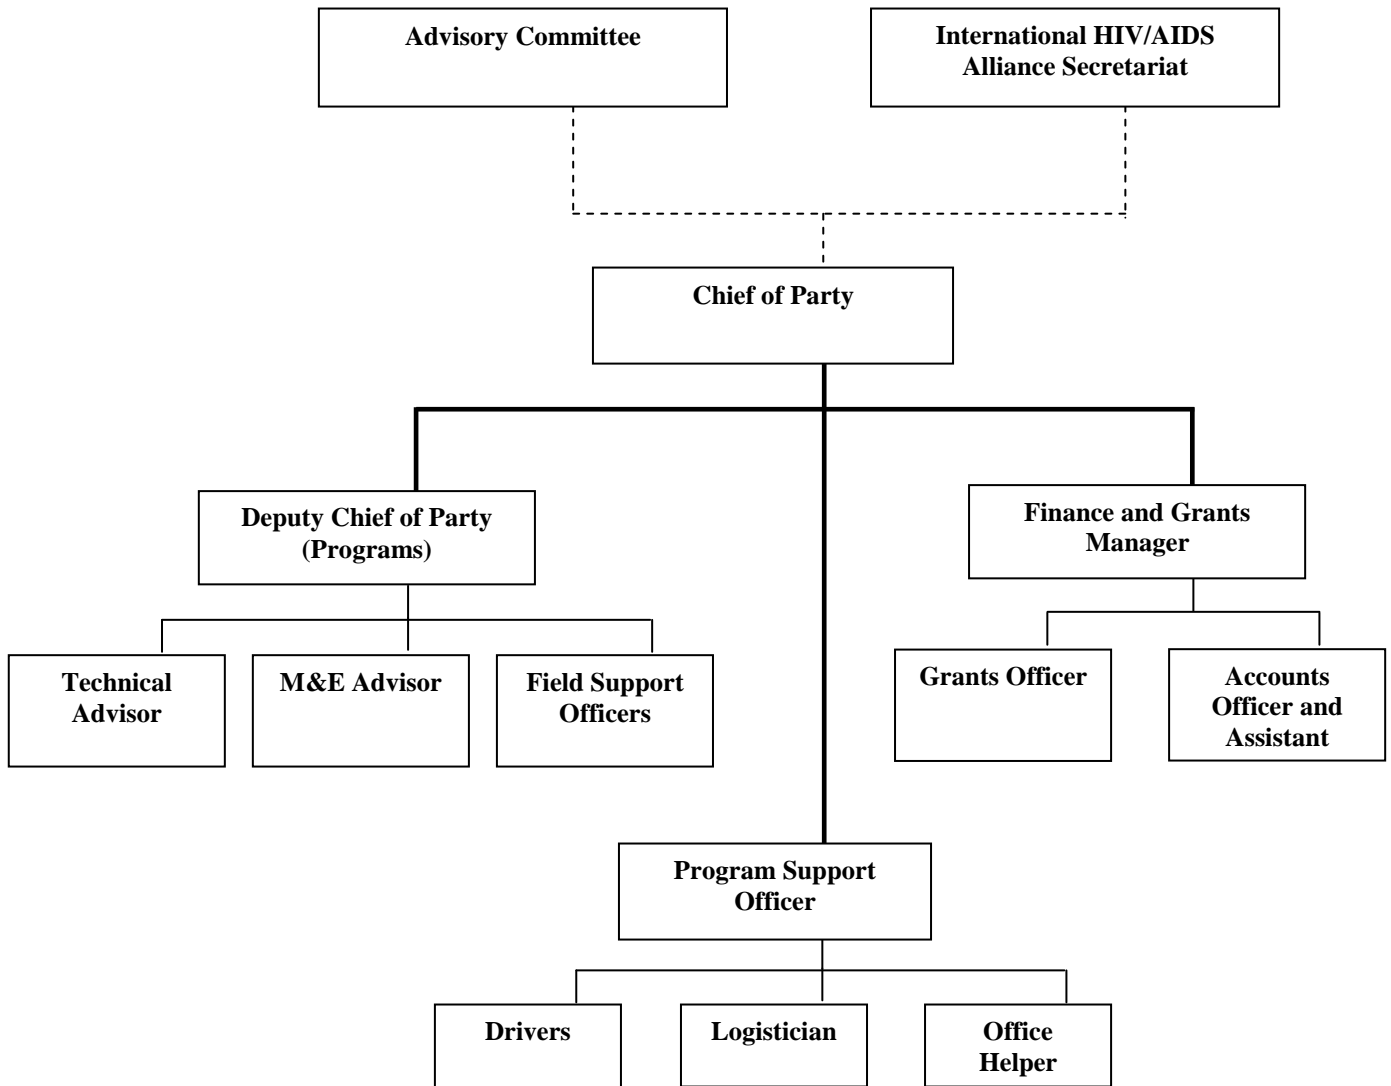 Advisory Committee
International HIV/AIDS
Alliance Secretariat
Chief of Party
Deputy Chief of Party
(Programs)
Finance and Grants
Manager
Technical
Advisor
M&E Advisor
Field Support
Officers
Grants Officer
Accounts
Officer and
Assistant
Program Support
Officer
Drivers
Logistician
Office
Helper